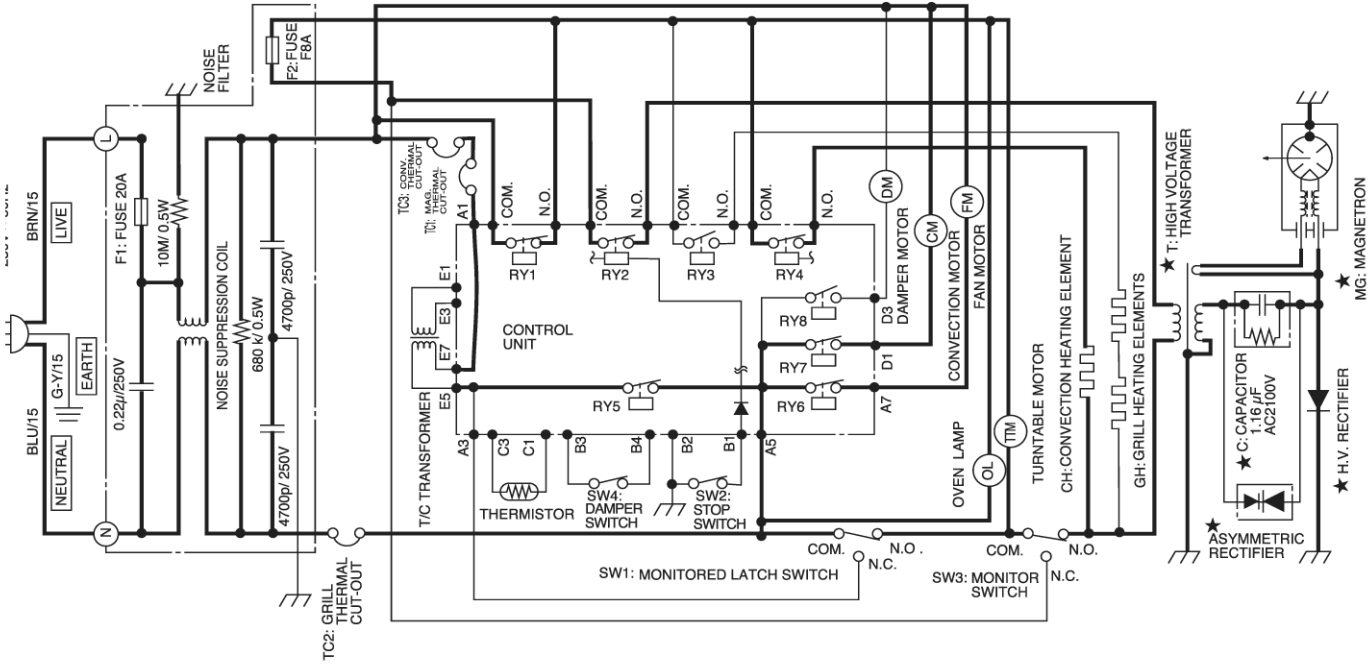 BRN/15
LIVE
G-Y/15
EARTH
BLU/15
NEUTRAL
L
N
F1: FUSE 20A
0.22μ/250V
10M/ 0.5W
NOISE
FILTER
NOISE SUPPRESSION COIL
680 k/ 0.5W
4700p/ 250V
4700p/ 250V
F2: FUSE
F8A
TC2: GRILL
THERMAL
CUT-OUT
TC3: CONV.
THERMAL
CUT-OUT
TC1: MAG.
THERMAL
CUT-OUT
A1
E1
E3
E7
E5
T/C TRANSFORMER
CONTROL
UNIT
COM.
N.O.
RY1
COM.
N.O.
RY2
COM.
N.O.
RY3
COM.
N.O.
RY4
RY8
RY7
RY5
RY6
D3
D1
A7
A3
C3
C1
B3
B4
B2
B1
A5
THERMISTOR
SW4:
DAMPER
SWITCH
SW2:
STOP
SWITCH
DM
DAMPER MOTOR
CM
CONVECTION MOTOR
FM
FAN MOTOR
OL
OVEN LAMP
TTM
TURNTABLE MOTOR
CH:CONVECTION HEATING ELEMENT
GH:GRILL HEATING ELEMENTS
COM.
N.O .
N.C.
SW1: MONITORED LATCH SWITCH
COM.
N.O.
N.C.
SW3: MONITOR
SWITCH
★ T: HIGH VOLTAGE
TRANSFORMER
★ C: CAPACITOR
1.16 μF
AC2100V
★
ASYMMETRIC
RECTIFIER
★ H.V. RECTIFIER
★
MG: MAGNETRON